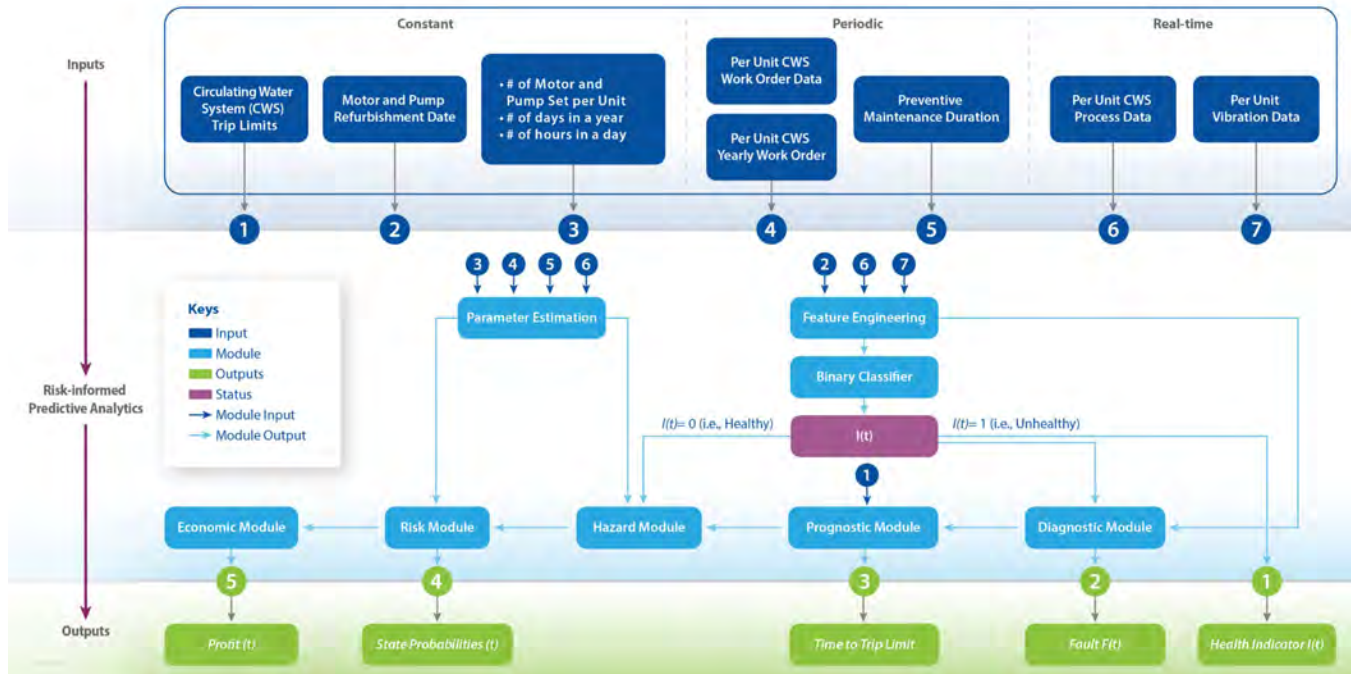 Constant
Periodic
Real-time
Inputs
Circulating Water
System (CWS)
Trip Limits
Motor and Pump
Refurbishment Date
• # of Motor and
Pump Set per Unit
• # of days in a year
• # of hours in a day
Per Unit CWS
Work Order Data
Per Unit CWS
Yearly Work Order
Preventive
Maintenance Duration
Per Unit CWS
Process Data
Per Unit
Vibration Data
1
2
3
4
5
6
7
3
4
5
6
2
6
7
Keys
Input
Module
Outputs
Status
Module Input
Module Output
Parameter Estimation
Feature Engineering
Binary Classifier
Risk-informed
Predictive Analytics
I(t)= 0 (i.e., Healthy)
I(t)
I(t)= 1 (i.e., Unhealthy)
1
Economic Module
Risk Module
Hazard Module
Prognostic Module
Diagnostic Module
5
4
3
2
1
Outputs
Profit (t)
State Probabilities (t)
Time to Trip Limit
Fault F(t)
Health Indicator I(t)